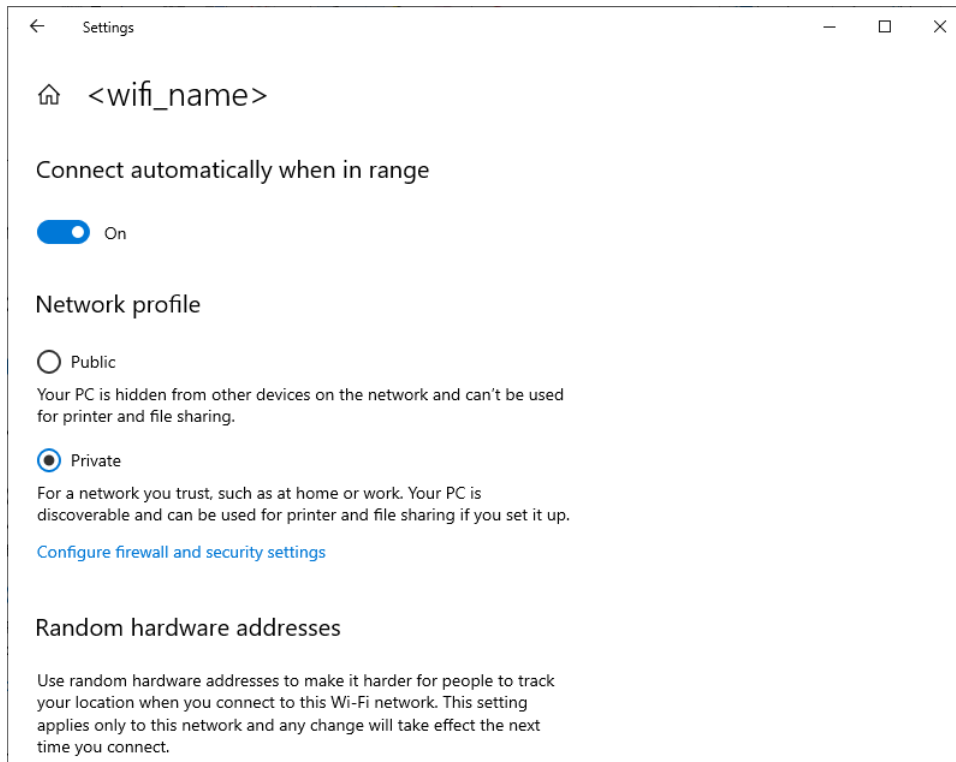 Settings
<wifi_name>
Connect automatically when in range
On
Network profile
Public
Your PC is hidden from other devices on the network and can't be used
for printer and file sharing.
Private
For a network you trust, such as at home or work. Your PC is
discoverable and can be used for printer and file sharing if you set it up.
Configure firewall and security settings
Random hardware addresses
Use random hardware addresses to make it harder for people to track
your location when you connect to this Wi-Fi network. This setting
applies only to this network and any change will take effect the next
time you connect.